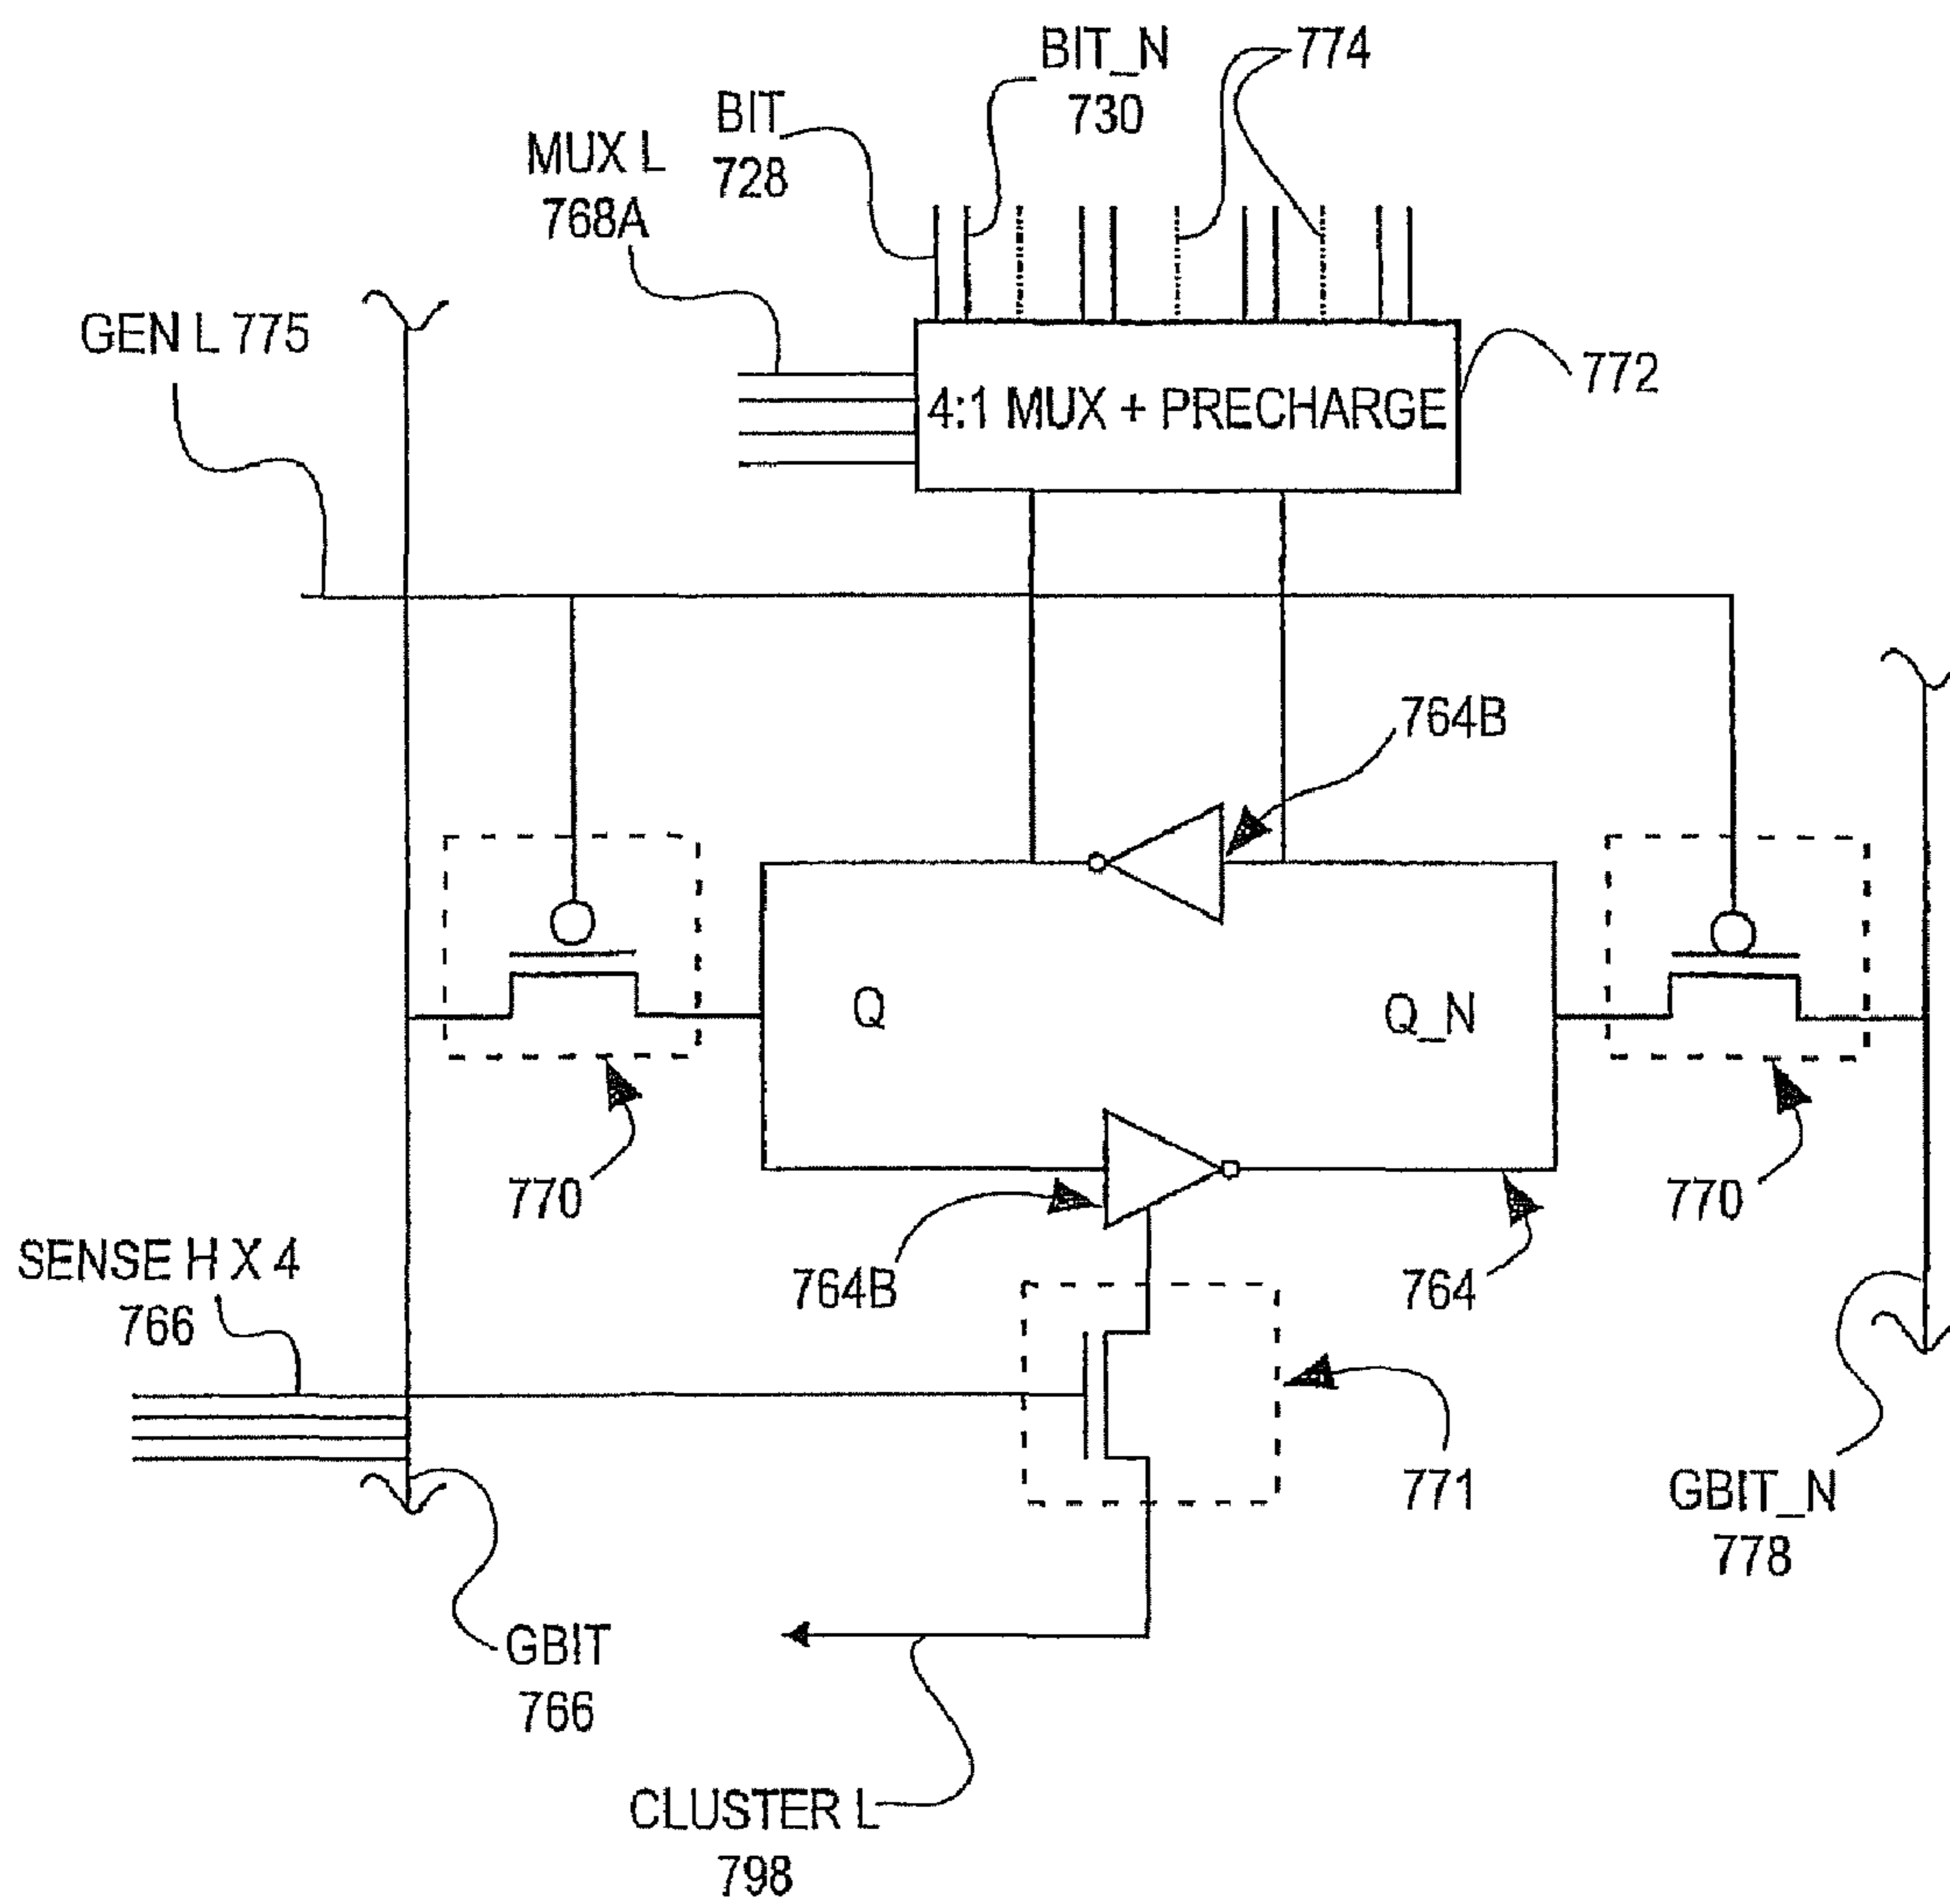 BIT_N
730
774
BIT
728
MUX L
768A
GEN L 775
4:1 MUX + PRECHARGE
772
764B
Q
Q_N
770
770
764B
764
SENSE H X 4
766
771
GBIT_N
778
GBIT
766
CLUSTER L
798